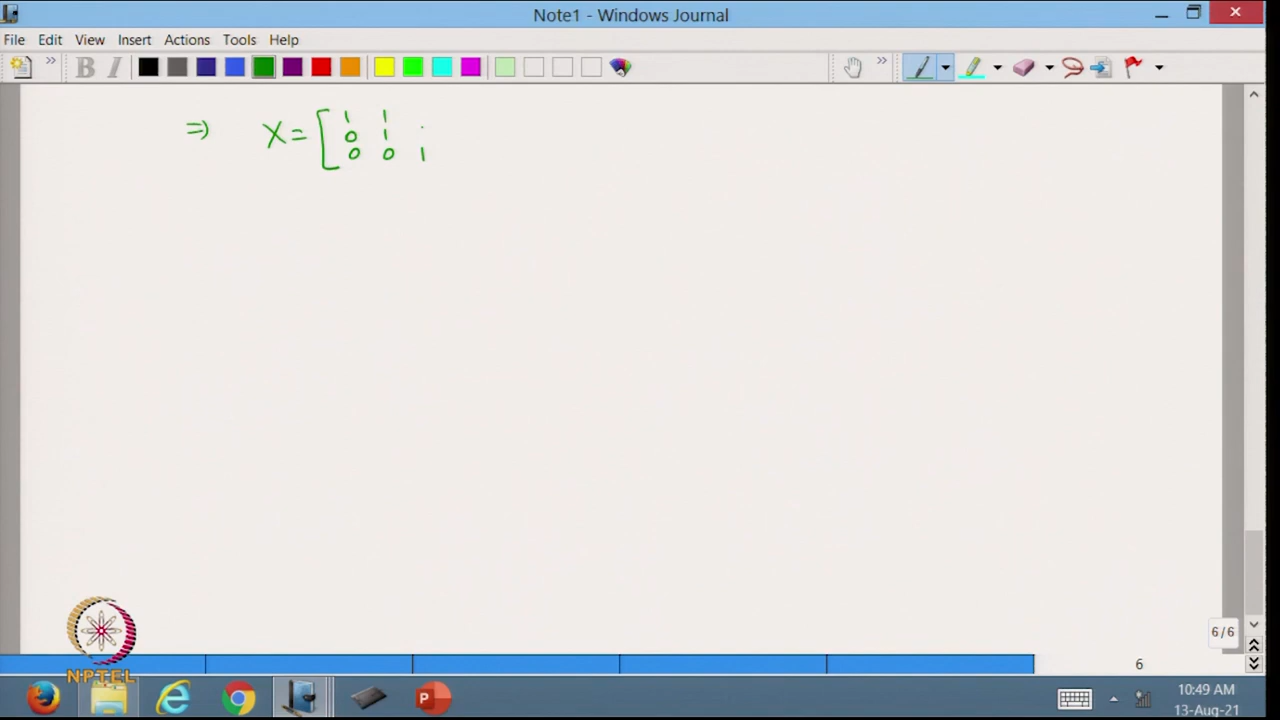 Note1 - Windows Journal
File Edit View Insert Actions Tools Help
B I
⇒ X = [ 1 1
0 1
0 0 1
6 / 6
6
NPTEL
10:49 AM
13-Aug-21